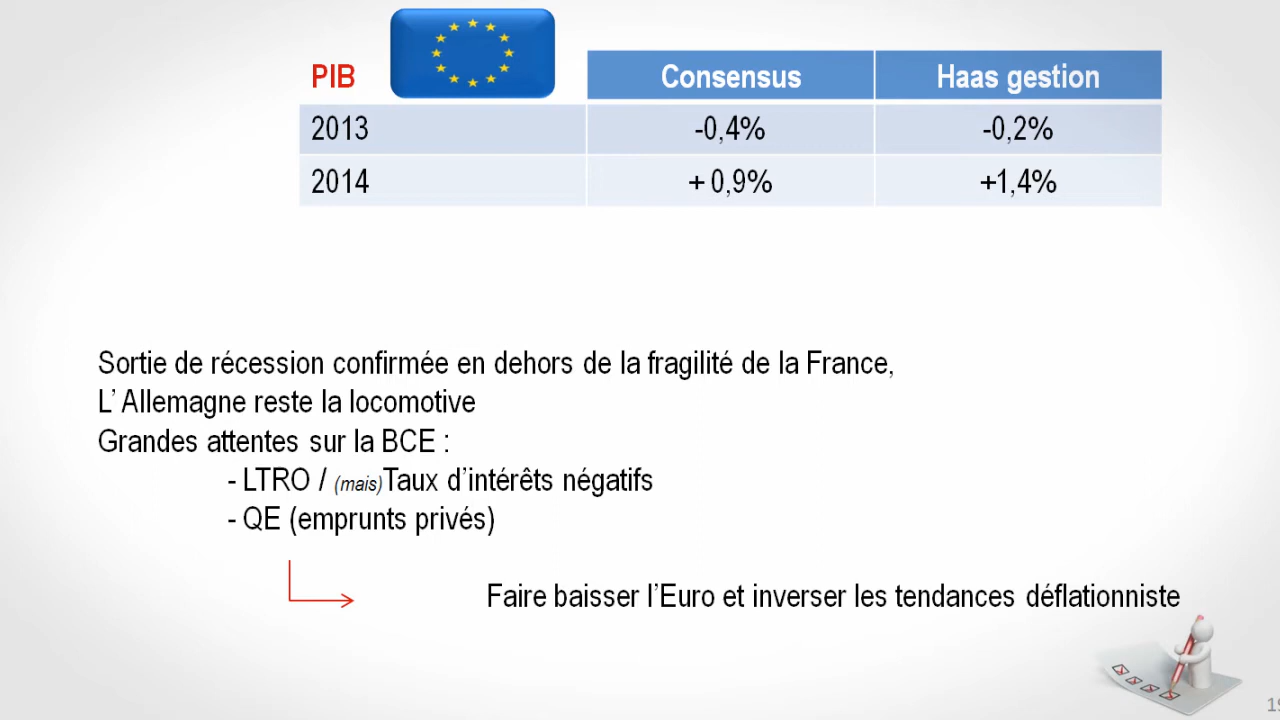 PIB Consensus Haas gestion
2013 -0,4% -0,2%
2014 + 0,9% +1,4%
Sortie de récession confirmée en dehors de la fragilité de la France,
L’ Allemagne reste la locomotive
Grandes attentes sur la BCE :
- LTRO / (mais)Taux d’intérêts négatifs
- QE (emprunts privés)
Faire baisser l’Euro et inverser les tendances déflationniste